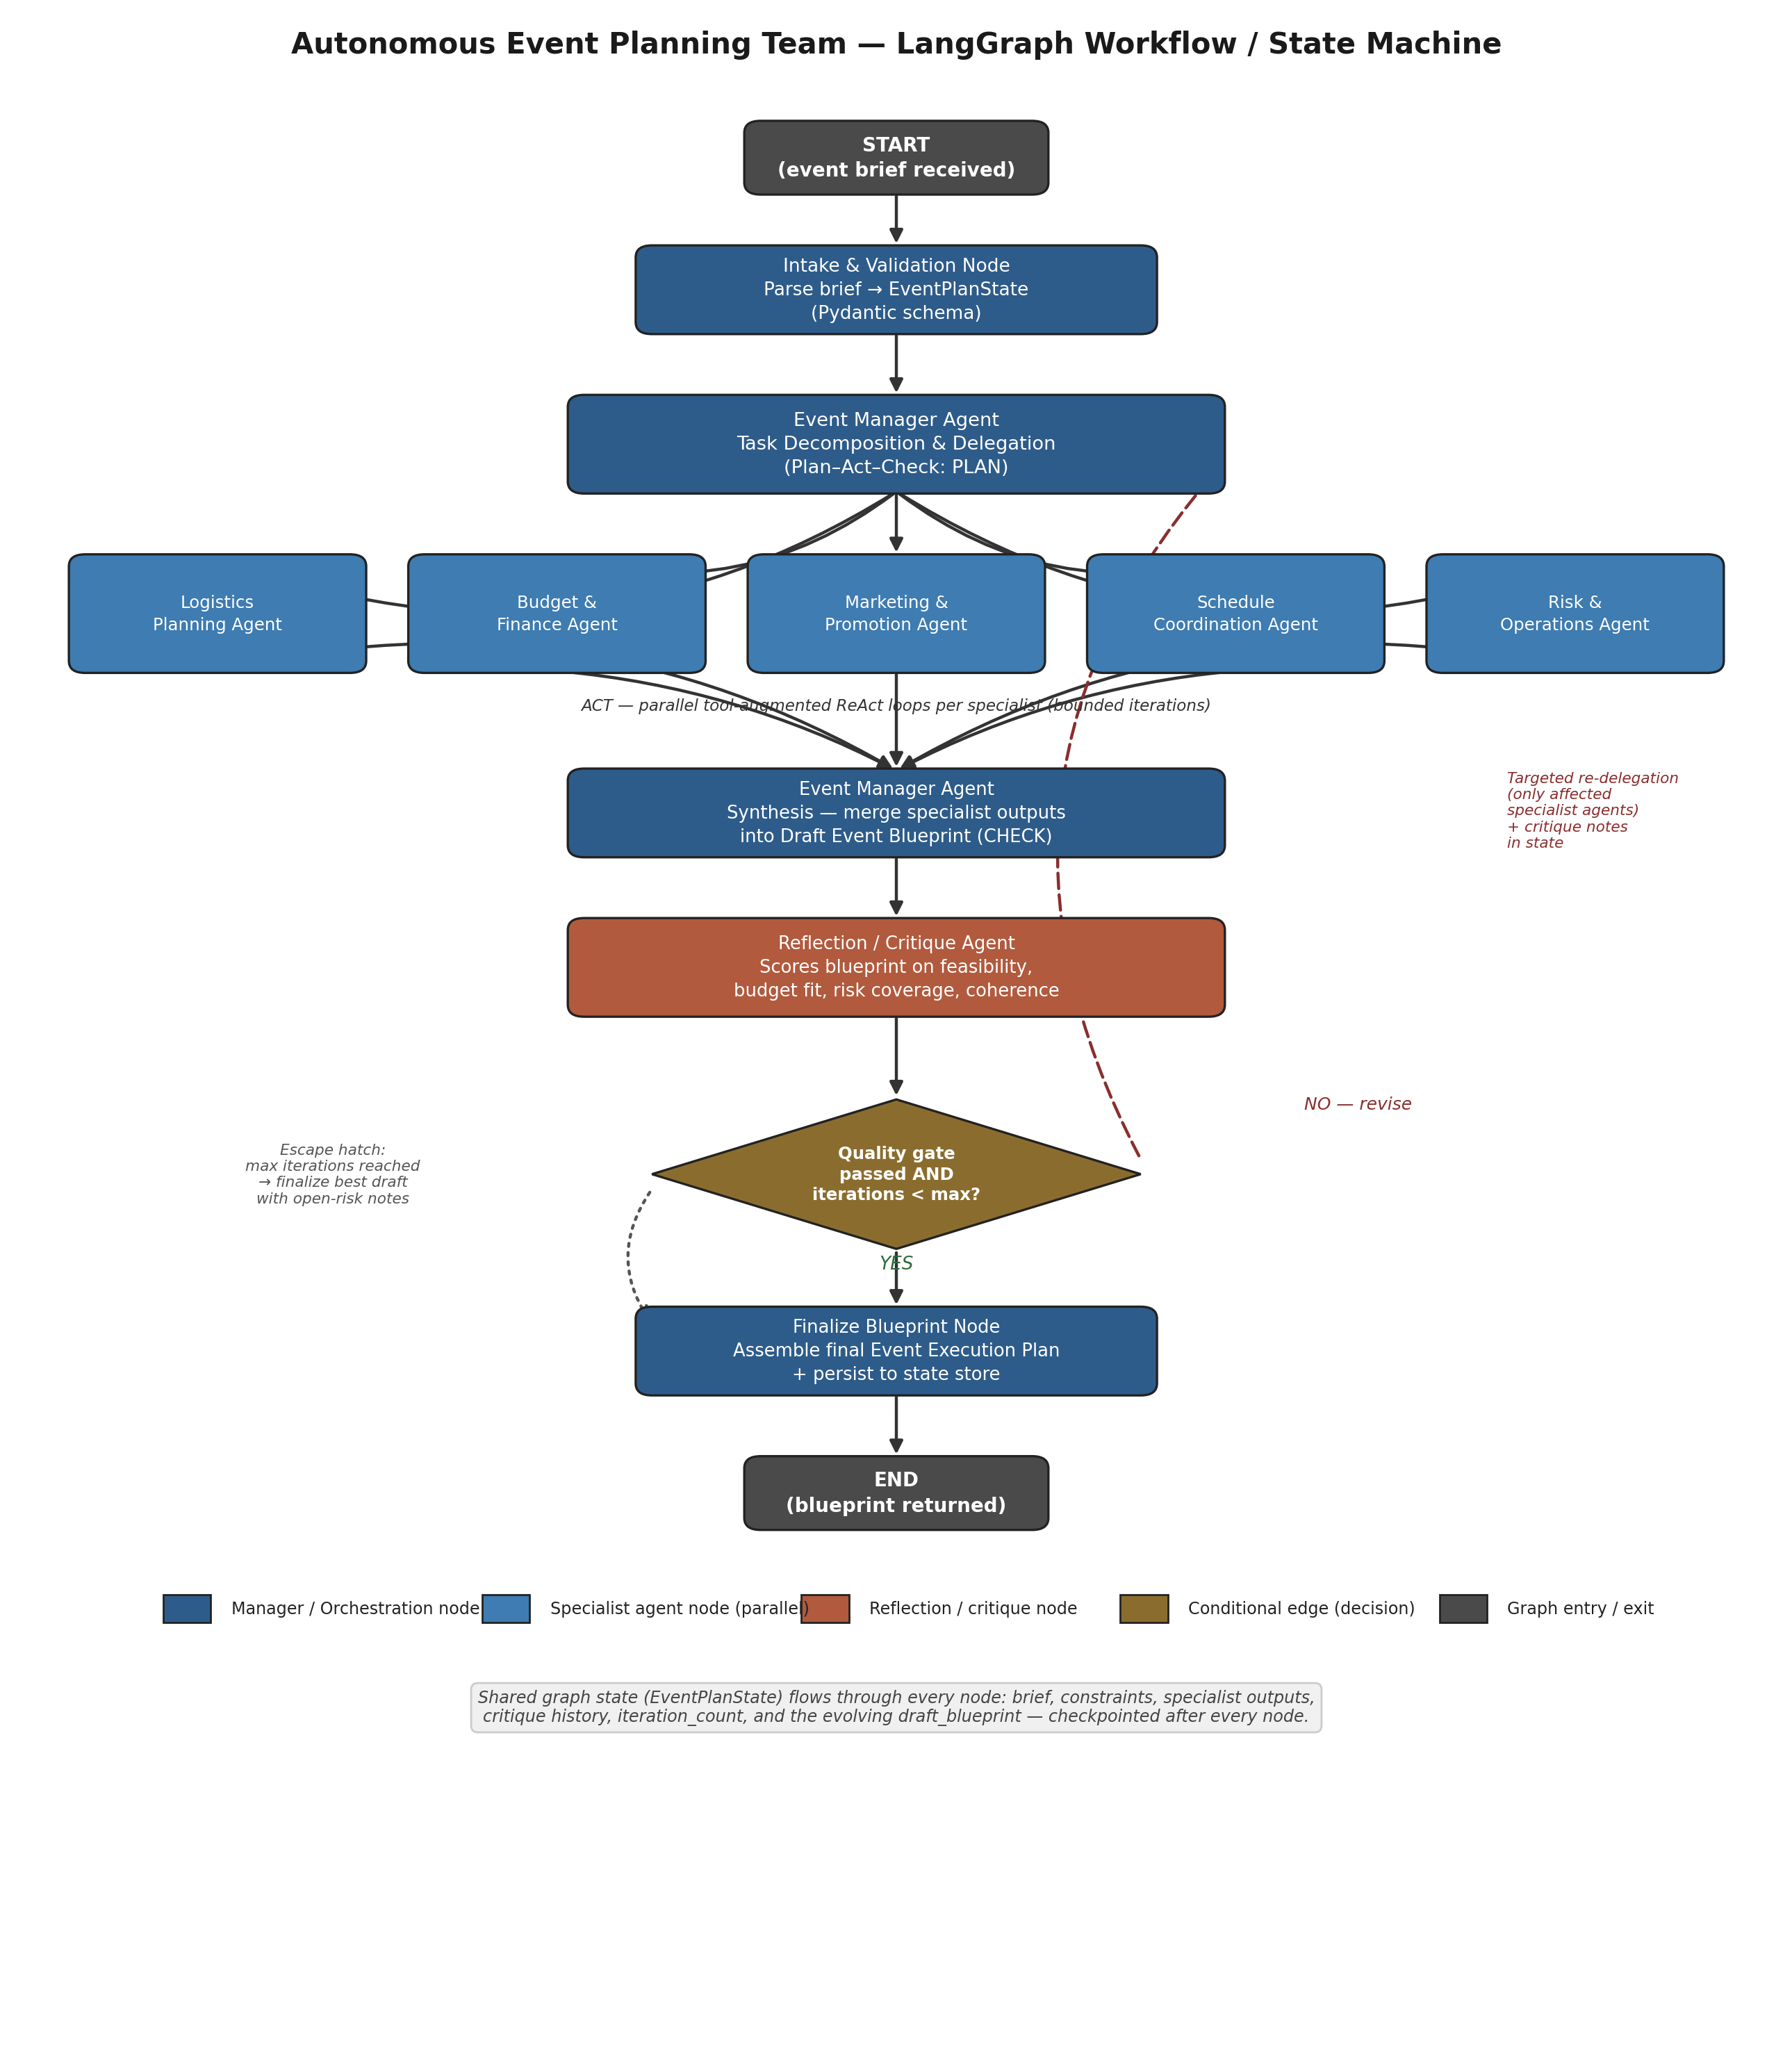 Autonomous Event Planning Team — LangGraph Workflow / State Machine
START
(event brief received)
Intake & Validation Node
Parse brief → EventPlanState
(Pydantic schema)
Event Manager Agent
Task Decomposition & Delegation
(Plan–Act–Check: PLAN)
Logistics
Planning Agent
Budget &
Finance Agent
Marketing &
Promotion Agent
Schedule
Coordination Agent
Risk &
Operations Agent
ACT — parallel tool-augmented ReAct loops per specialist (bounded iterations)
Event Manager Agent
Synthesis — merge specialist outputs
into Draft Event Blueprint (CHECK)
Targeted re-delegation
(only affected
specialist agents)
+ critique notes
in state
Reflection / Critique Agent
Scores blueprint on feasibility,
budget fit, risk coverage, coherence
NO — revise
Escape hatch:
max iterations reached
→ finalize best draft
with open-risk notes
Quality gate
passed AND
iterations < max?
YES
Finalize Blueprint Node
Assemble final Event Execution Plan
+ persist to state store
END
(blueprint returned)
Manager / Orchestration node
Specialist agent node (parallel)
Reflection / critique node
Conditional edge (decision)
Graph entry / exit
Shared graph state (EventPlanState) flows through every node: brief, constraints, specialist outputs,
critique history, iteration_count, and the evolving draft_blueprint — checkpointed after every node.